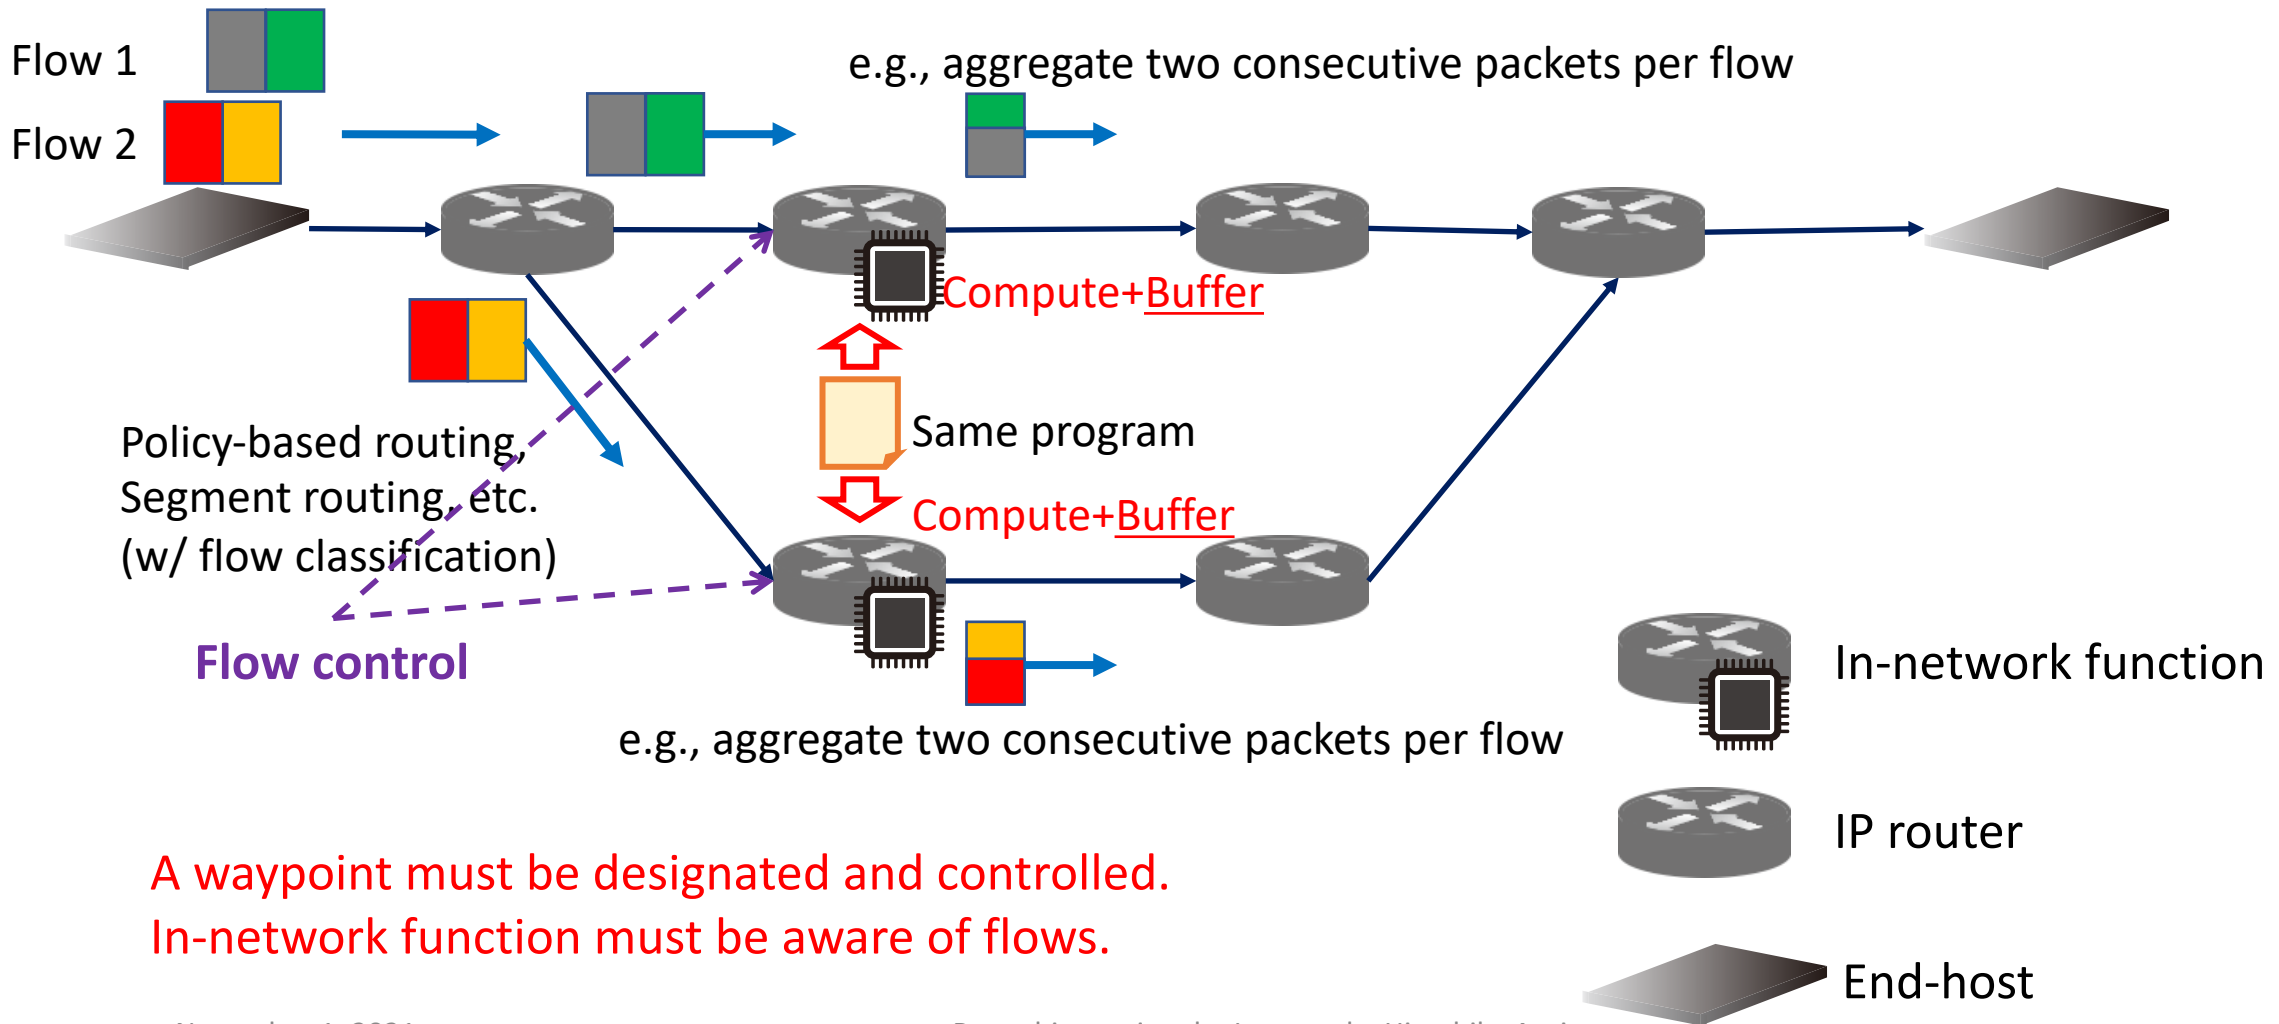 Flow 1
e.g., aggregate two consecutive packets per flow
Flow 2
Compute+Buffer
Policy-based routing,
Segment routing, etc.
(w/ flow classification)
Same program
Compute+Buffer
Flow control
In-network function
e.g., aggregate two consecutive packets per flow
IP router
A waypoint must be designated and controlled.
In-network function must be aware of flows.
End-host